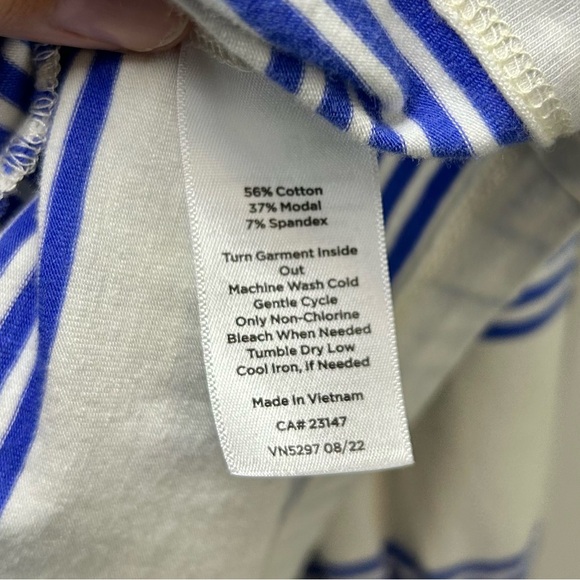 56% Cotton
37% Modal
7% Spandex
Turn Garment Inside
Out
Machine Wash Cold
Gentle Cycle
Only Non-Chlorine
Bleach When Needed
Tumble Dry Low
Cool Iron, if Needed
Made in Vietnam
CA# 23147
VN5297 08/22